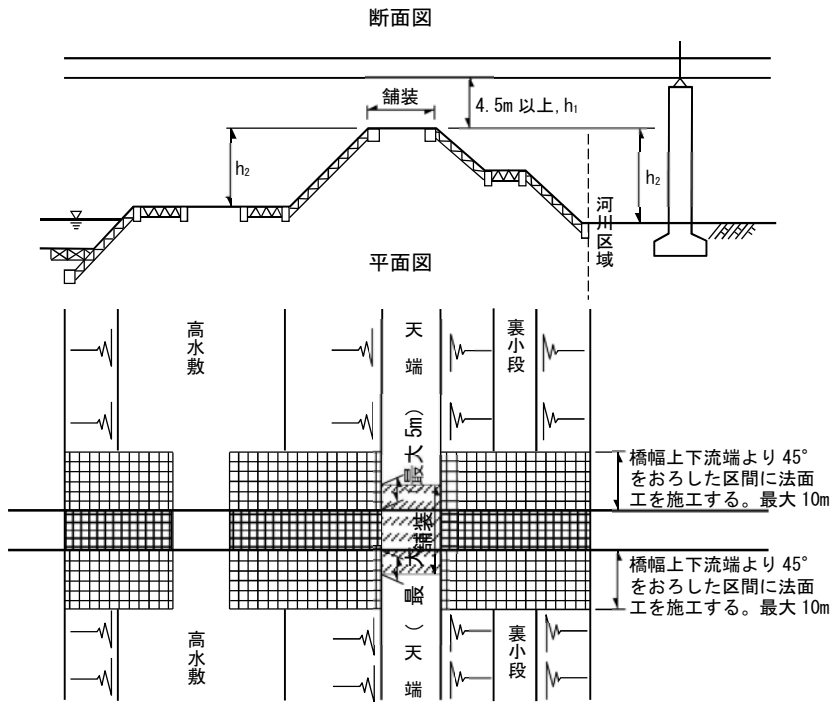 断面図
舗装
4.5m 以上, h₁
h₂
h₂
河川区域
平面図
高水敷
天端
裏小段
(最大 5m)
橋幅上下流端より 45°
をおろした区間に法面
工を施工する。最大 10m
舗装
橋幅上下流端より 45°
をおろした区間に法面
工を施工する。最大 10m
高水敷
天端
裏小段